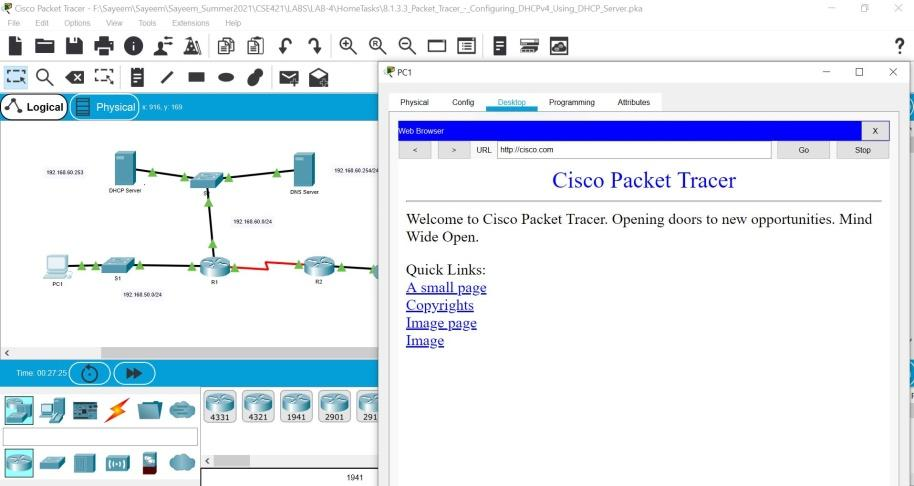 Cisco Packet Tracer - F:\Sayeem\Sayeem_Summer2021\CSE421\LABS\LAB-4\HomeTasks\8.1.3.3_Packet_Tracer_-_Configuring_DHCPv4_Using_DHCP_Server.pka
File Edit Options View Tools Extensions Help
PC1
Physical Config Desktop Programming Attributes
Logical Physical x: 916, y: 169
Web Browser X
< > URL http://cisco.com Go Stop
Cisco Packet Tracer
Welcome to Cisco Packet Tracer. Opening doors to new opportunities. Mind
Wide Open.
Quick Links:
A small page
Copyrights
Image page
Image
192.168.60.253
192.168.60.254/24
DHCP Server
DNS Server
192.168.60.0/24
PC1
S1
R1
R2
192.168.50.0/24
Time: 00:27:25
4331 4321 1941 2901 291
1941